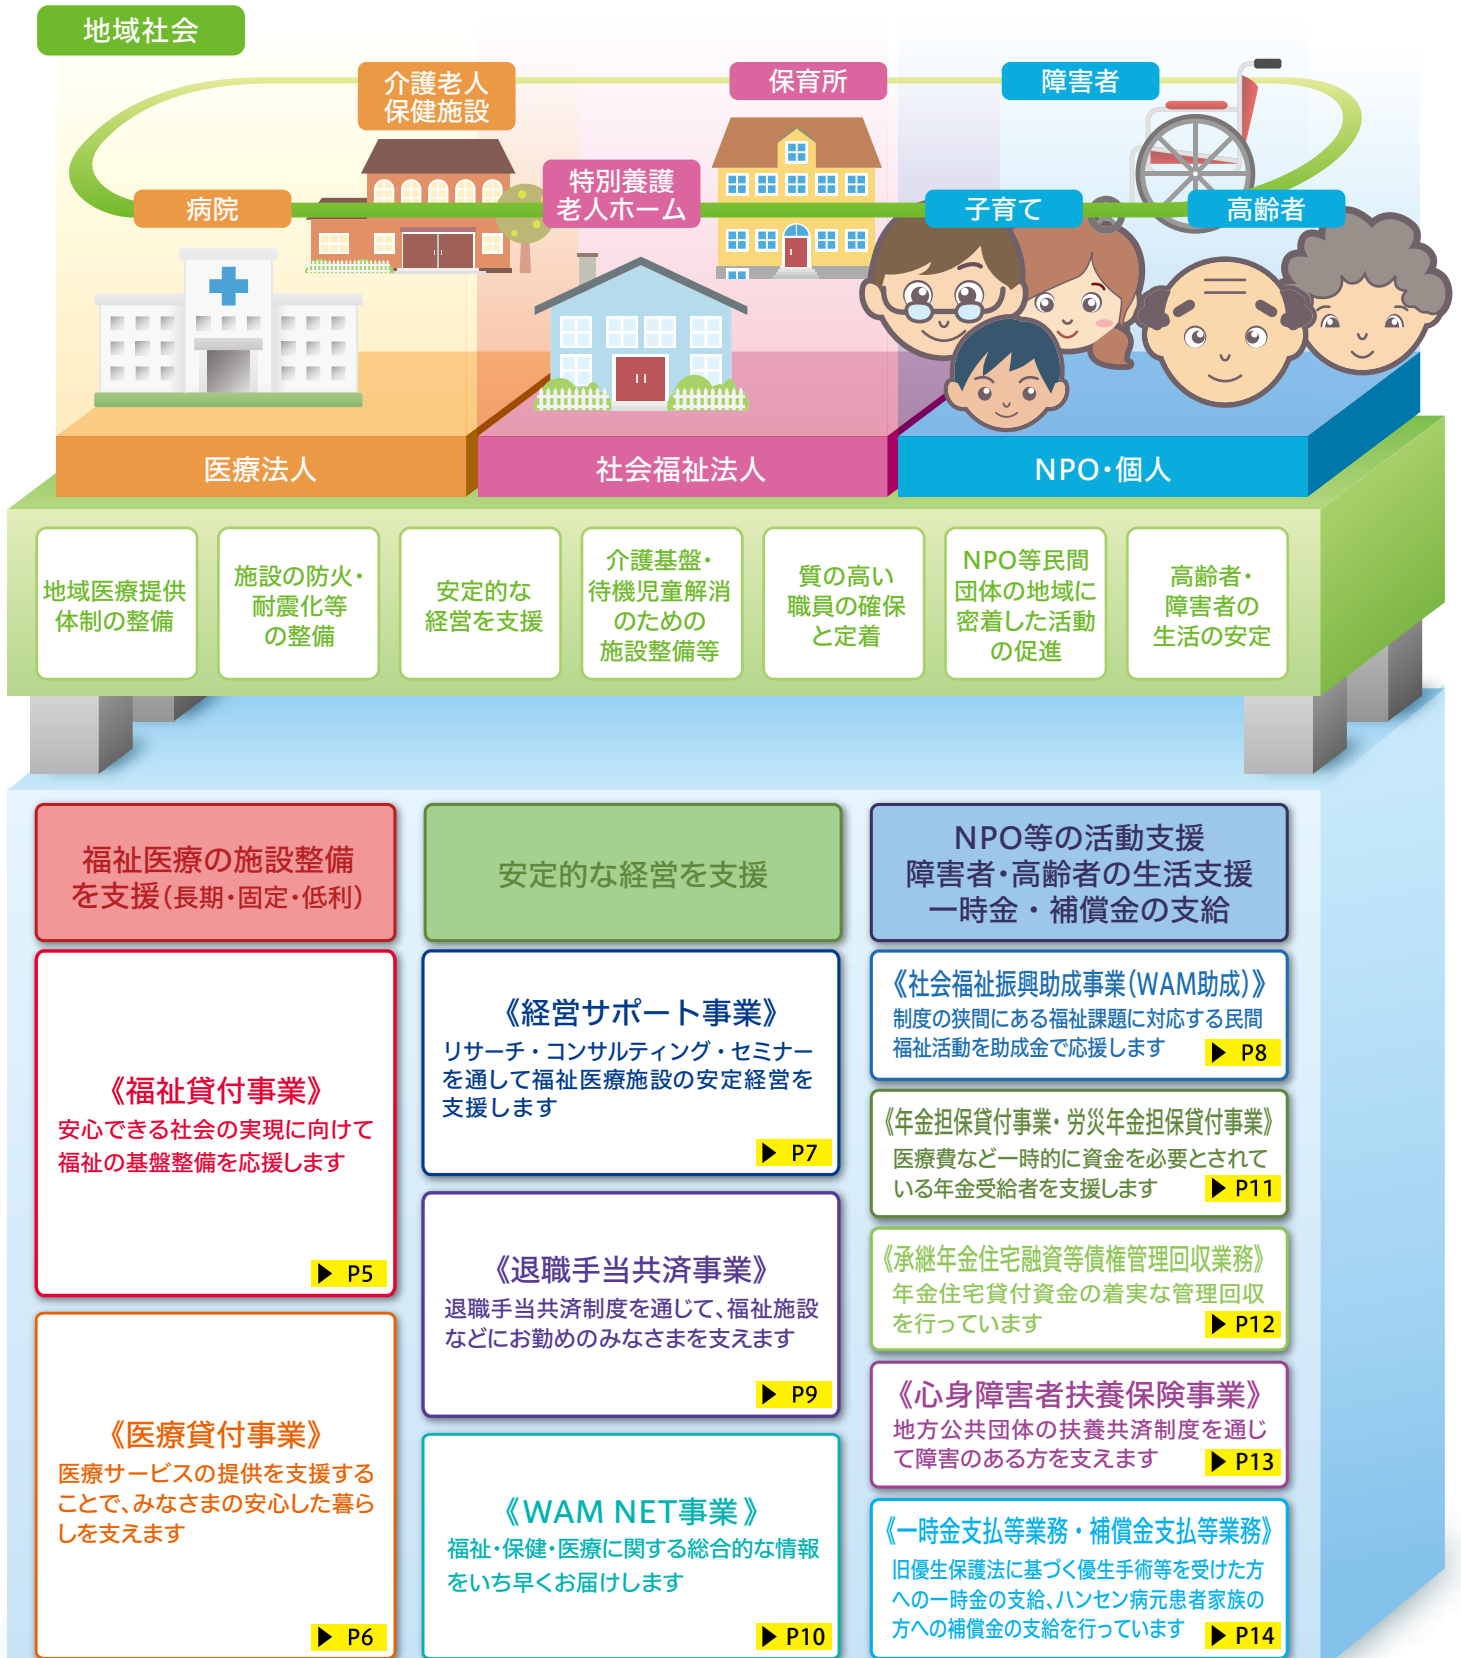 地域社会
介護老人
保健施設
保育所
障害者
病院
特別養護
老人ホーム
子育て
高齢者
医療法人
社会福祉法人
NPO・個人
地域医療提供
体制の整備
施設の防火・
耐震化等
の整備
安定的な
経営を支援
介護基盤・
待機児童解消
のための
施設整備等
質の高い
職員の確保
と定着
NPO等民間
団体の地域に
密着した活動
の促進
高齢者・
障害者の
生活の安定
福祉医療の施設整備
を支援（長期・固定・低利）
《福祉貸付事業》
安心できる社会の実現に向けて
福祉の基盤整備を応援します
▶ P5
《医療貸付事業》
医療サービスの提供を支援する
ことで、みなさまの安心した暮ら
しを支えます
▶ P6
安定的な経営を支援
《経営サポート事業》
リサーチ・コンサルティング・セミナー
を通して福祉医療施設の安定経営を
支援します
▶ P7
《退職手当共済事業》
退職手当共済制度を通じて、福祉施設
などにお勤めのみなさまを支えます
▶ P9
《WAM NET事業》
福祉・保健・医療に関する総合的な情報
をいち早くお届けします
▶ P10
NPO等の活動支援
障害者・高齢者の生活支援
一時金・補償金の支給
《社会福祉振興助成事業（WAM助成）》
制度の狭間にある福祉課題に対応する民間
福祉活動を助成金で応援します
▶ P8
《年金担保貸付事業・労災年金担保貸付事業》
医療費など一時的に資金を必要とされて
いる年金受給者を支援します
▶ P11
《承継年金住宅融資等債権管理回収業務》
年金住宅貸付資金の着実な管理回収
を行っています
▶ P12
《心身障害者扶養保険事業》
地方公共団体の扶養共済制度を通じ
て障害のある方を支えます
▶ P13
《一時金支払等業務・補償金支払等業務》
旧優生保護法に基づく優生手術等を受けた方
への一時金の支給、ハンセン病元患者家族の
方への補償金の支給を行っています
▶ P14